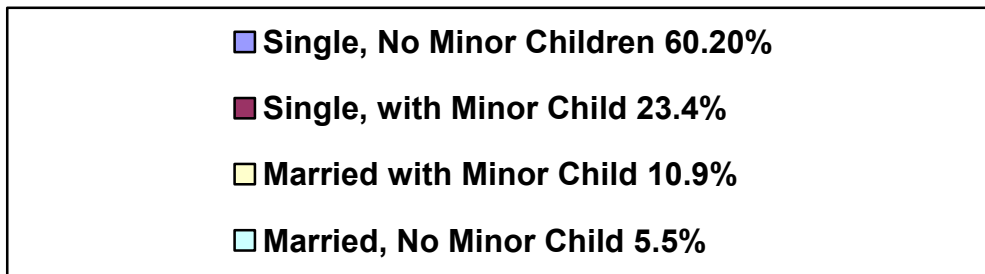 Single, No Minor Children 60.20%
Single, with Minor Child 23.4%
Married with Minor Child 10.9%
Married, No Minor Child 5.5%